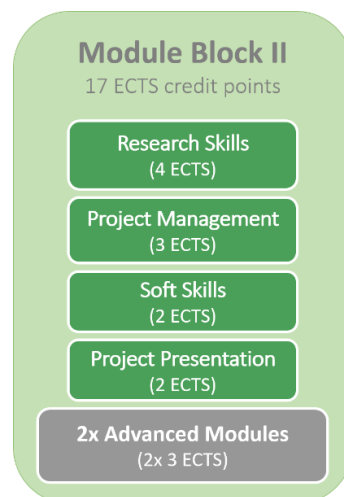 Module Block II
17 ECTS credit points
Research Skills
(4 ECTS)
Project Management
(3 ECTS)
Soft Skills
(2 ECTS)
Project Presentation
(2 ECTS)
2x Advanced Modules
(2x 3 ECTS)